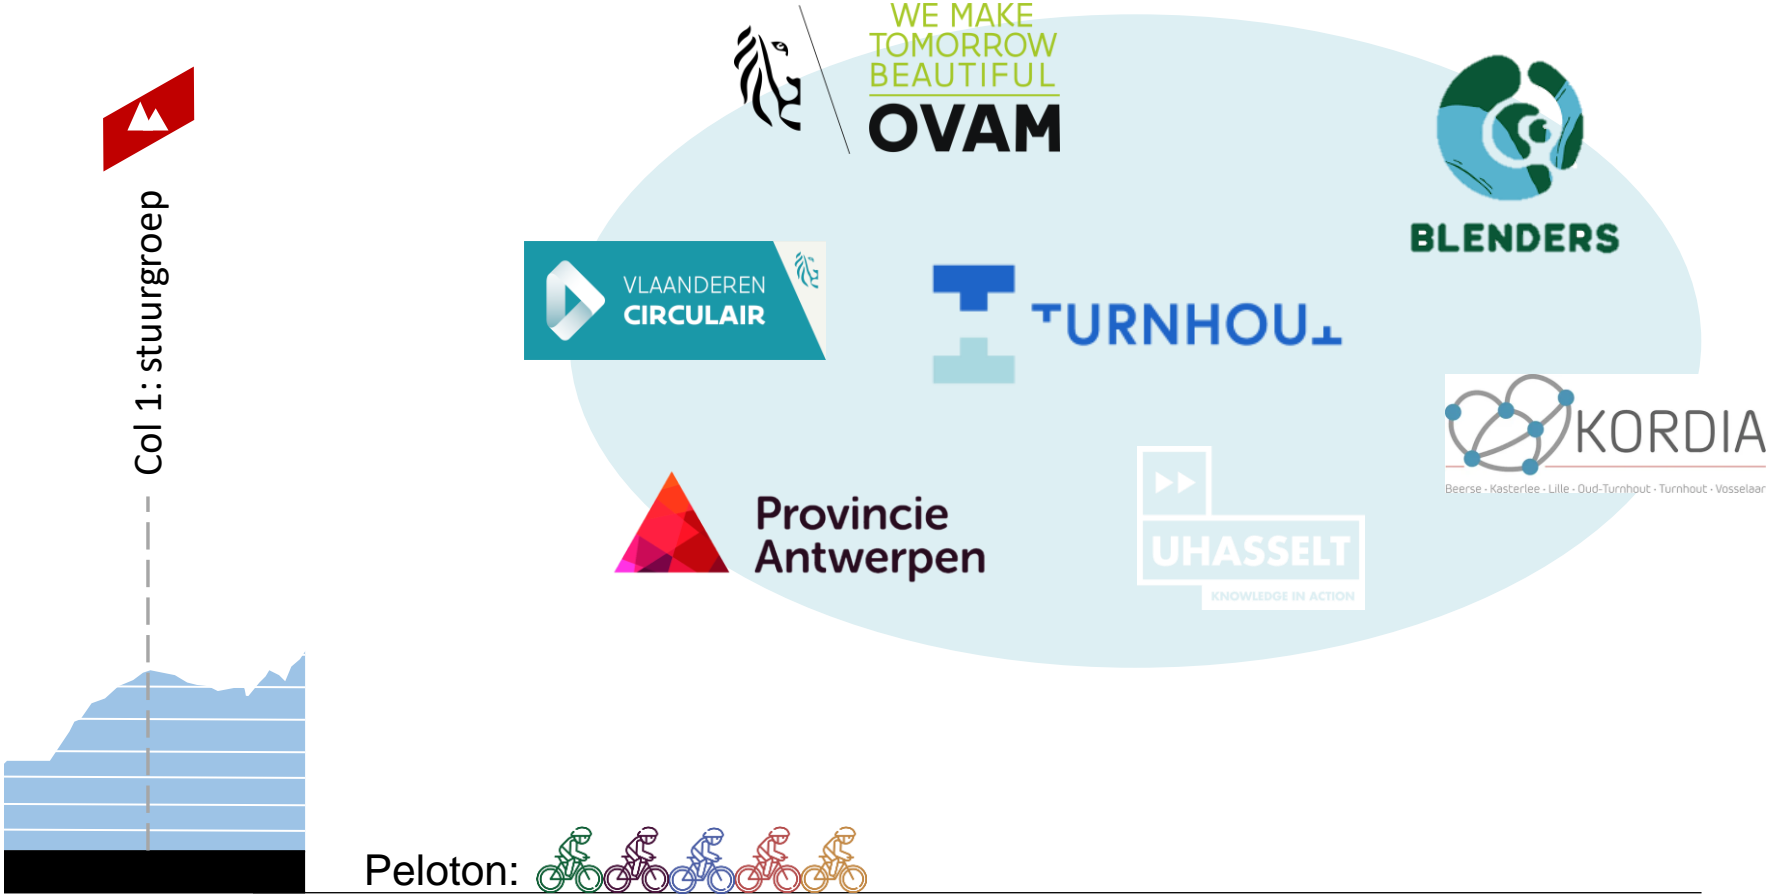 WE MAKE
TOMORROW
BEAUTIFUL
OVAM
BLENDERS
Col 1: stuurgroep
VLAANDEREN
CIRCULAIR
TURNHOUT
KORDIA
Beerse · Kasterlee · Lille · Oud-Turnhout · Turnhout · Vosselaar
Provincie
Antwerpen
UHASSELT
KNOWLEDGE IN ACTION
Peloton: